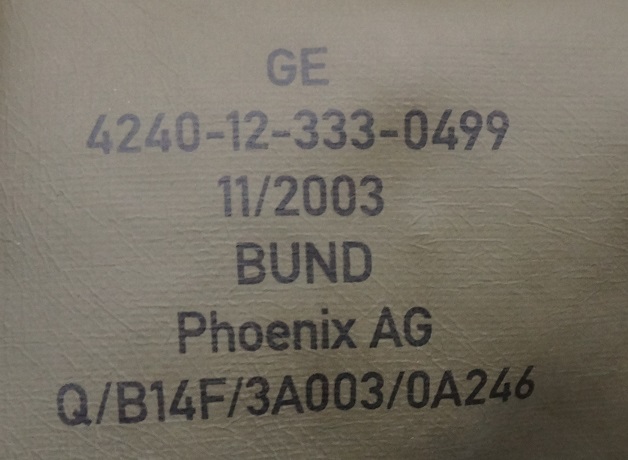 GE
4240-12-333-0499
11/2003
BUND
Phoenix AG
Q/B14F/3A003/0A246